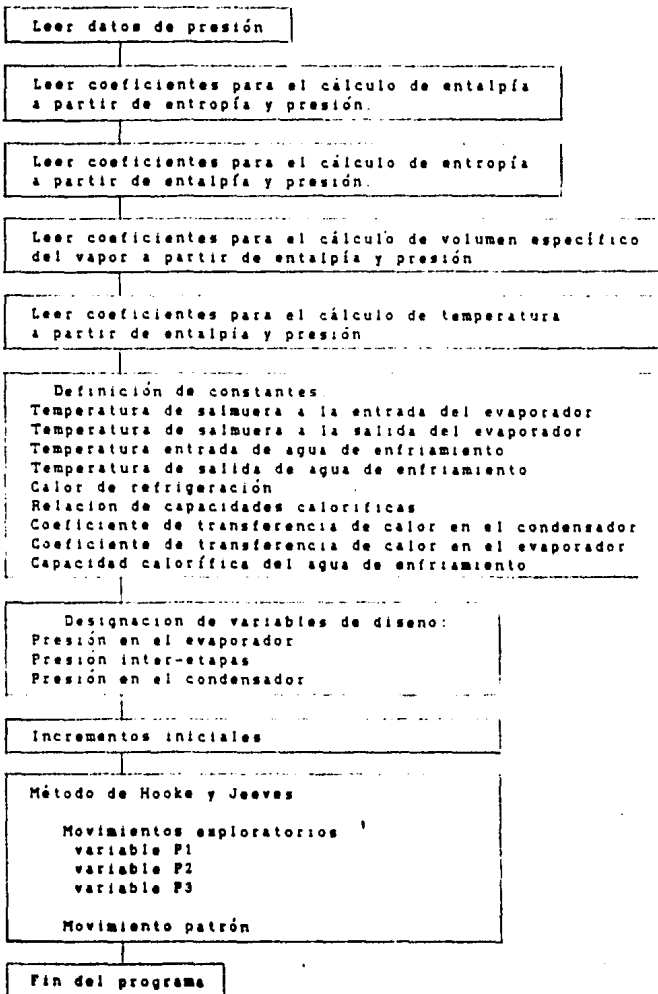 Leer datos de presión
Leer coeficientes para el cálculo de entalpía
a partir de entropía y presión.
Leer coeficientes para el cálculo de entropía
a partir de entalpía y presión.
Leer coeficientes para el cálculo de volumen específico
del vapor a partir de entalpía y presión
Leer coeficientes para el cálculo de temperatura
a partir de entalpía y presión
Definición de constantes.
Temperatura de salmuera a la entrada del evaporador
Temperatura de salmuera a la salida del evaporador
Temperatura entrada de agua de enfriamiento
Temperatura de salida de agua de enfriamiento
Calor de refrigeración
Relacion de capacidades caloríficas
Coeficiente de transferencia de calor en el condensador
Coeficiente de transferencia de calor en el evaporador
Capacidad calorífica del agua de enfriamiento
Designacion de variables de diseno:
Presión en el evaporador
Presión inter-etapas
Presión en el condensador
Incrementos iniciales
Método de Hooke y Jeeves
Movimientos exploratorios
variable P1
variable P2
variable P3
Movimiento patrón
Fin del programa